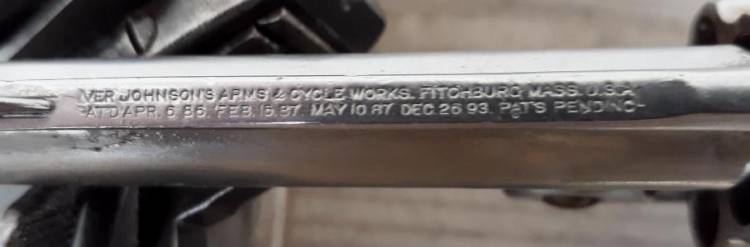 IVER JOHNSON'S ARMS & CYCLE WORKS. FITCHBURG. MASS. U.S.A.
PAT'D APR. 6 86. FEB. 15. 87. MAY 10. 87. DEC. 26 93. PAT'S PENDING